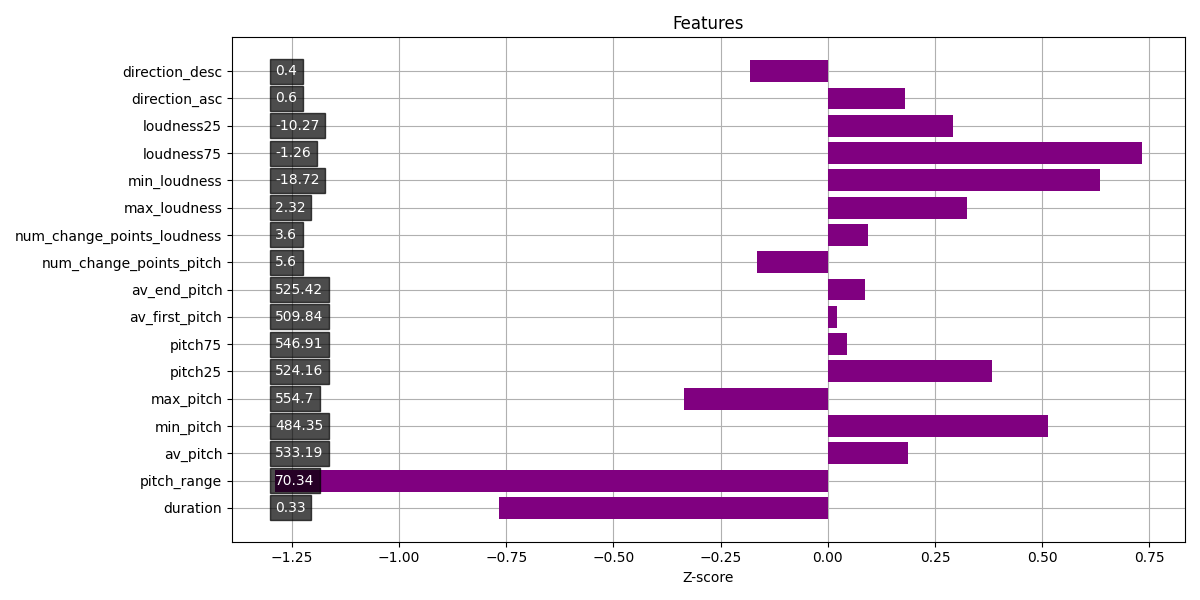 Features
direction_desc 0.4
direction_asc 0.6
loudness25 -10.27
loudness75 -1.26
min_loudness -18.72
max_loudness 2.32
num_change_points_loudness 3.6
num_change_points_pitch 5.6
av_end_pitch 525.42
av_first_pitch 509.84
pitch75 546.91
pitch25 524.16
max_pitch 554.7
min_pitch 484.35
av_pitch 533.19
pitch_range 70.34
duration 0.33
−1.25 −1.00 −0.75 −0.50 −0.25 0.00 0.25 0.50 0.75
Z-score